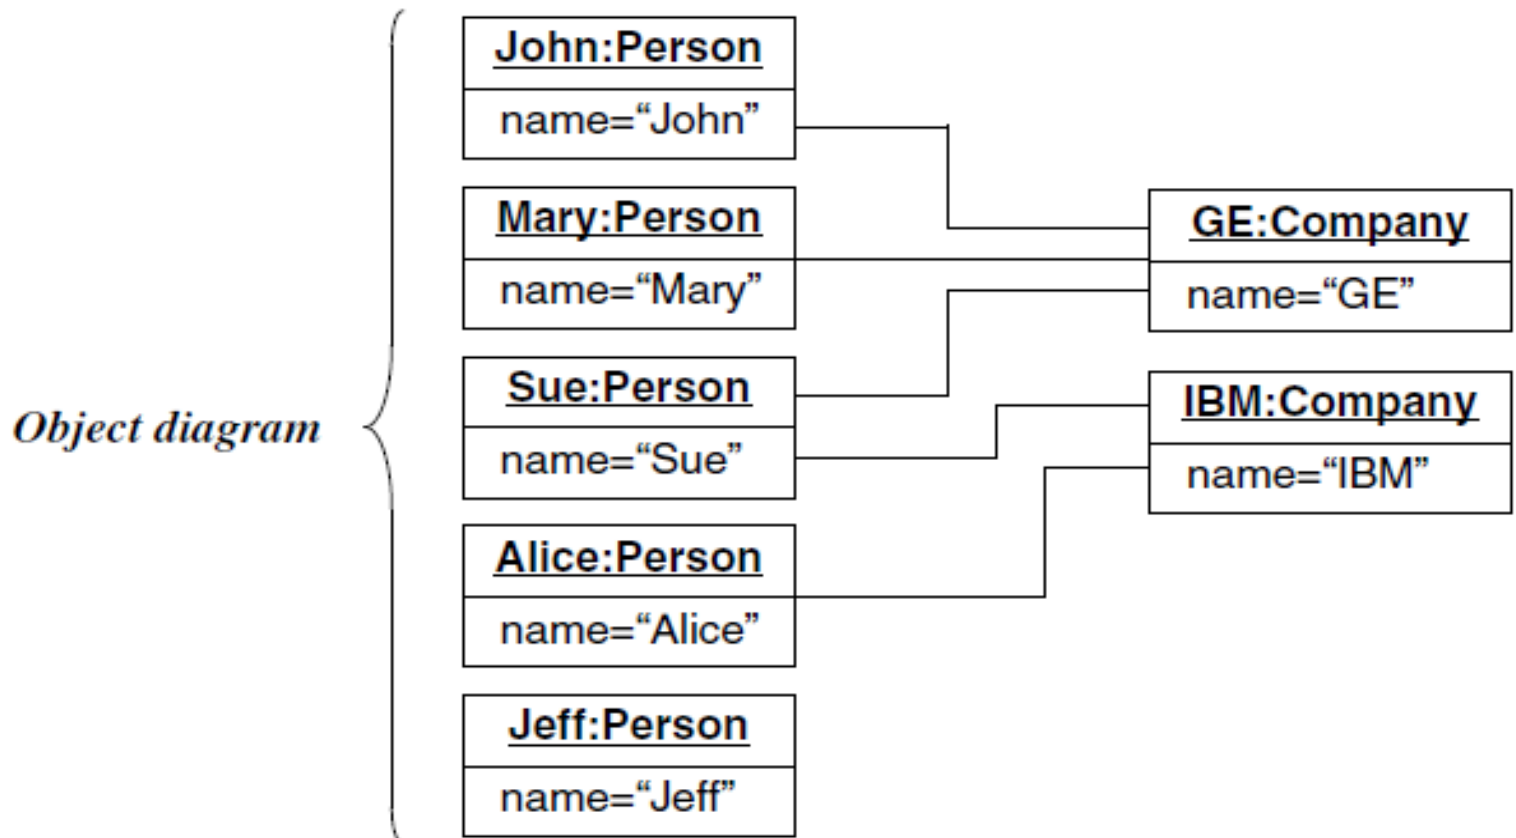 Object diagram
John:Person
name=“John”
Mary:Person
name=“Mary”
Sue:Person
name=“Sue”
Alice:Person
name=“Alice”
Jeff:Person
name=“Jeff”
GE:Company
name=“GE”
IBM:Company
name=“IBM”